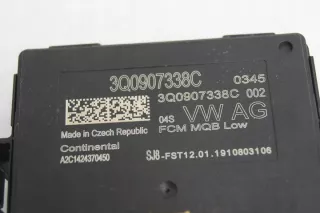 3Q0907338C 0345
3Q0907338C 002
04S VW AG
Made in Czech Republic FCM MQB Low
Continental
A2C1424370450 SJ8-FST12.01.1910803106